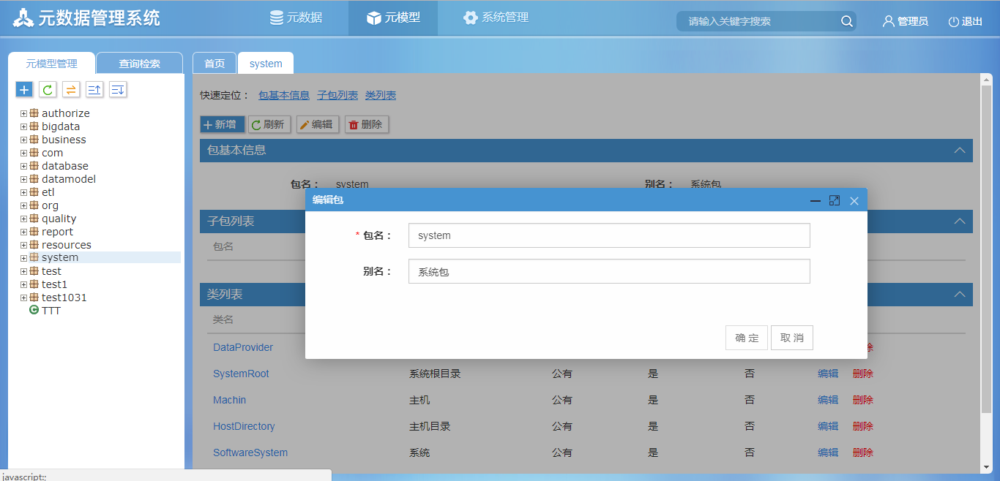 元数据管理系统 元数据 元模型 系统管理 请输入关键字搜索 管理员 退出
元模型管理 查询检索 首页 system
快速定位： 包基本信息 子包列表 类列表
新增 刷新 编辑 删除
authorize
bigdata
business
com
database
datamodel
etl
org
quality
report
resources
system
test
test1
test1031
TTT
包基本信息
包名： system 别名： 系统包
子包列表
包名
类列表
类名
DataProvider
SystemRoot 系统根目录 公有 是 否 编辑 删除
Machin 主机 公有 是 否 编辑 删除
HostDirectory 主机目录 公有 是 否 编辑 删除
SoftwareSystem 系统 公有 是 否 编辑 删除
编辑包
* 包名： system
别名： 系统包
确 定 取 消
javascript:;